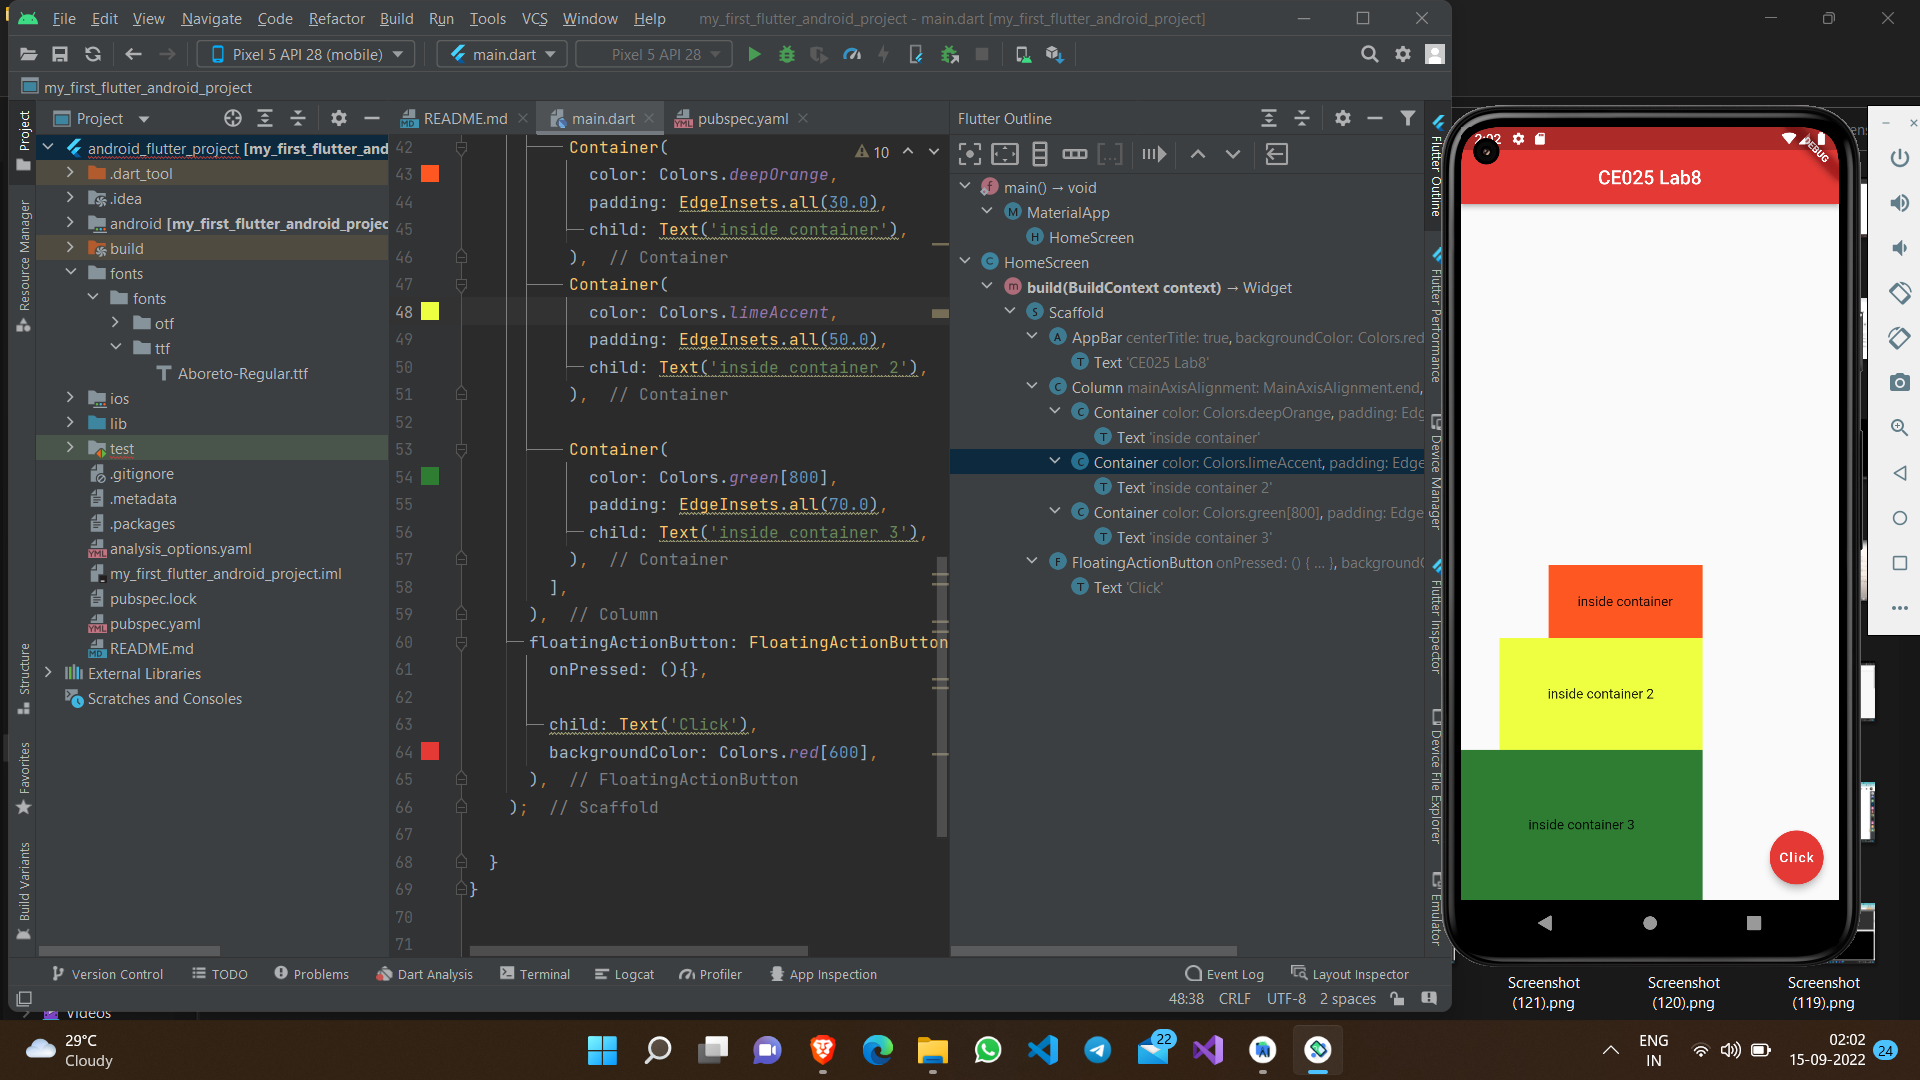 File Edit View Navigate Code Refactor Build Run Tools VCS Window Help my_first_flutter_android_project - main.dart [my_first_flutter_android_project]
Pixel 5 API 28 (mobile) main.dart Pixel 5 API 28
my_first_flutter_android_project
Project
Resource Manager
Structure
Favorites
Build Variants
Project
android_flutter_project [my_first_flutter_and
.dart_tool
.idea
android [my_first_flutter_android_projec
build
fonts
fonts
otf
ttf
Aboreto-Regular.ttf
ios
lib
test
.gitignore
.metadata
.packages
analysis_options.yaml
my_first_flutter_android_project.iml
pubspec.lock
pubspec.yaml
README.md
External Libraries
Scratches and Consoles
README.md main.dart pubspec.yaml
10
42 Container(
43 color: Colors.deepOrange,
44 padding: EdgeInsets.all(30.0),
45 child: Text('inside container'),
46 ), // Container
47 Container(
48 color: Colors.limeAccent,
49 padding: EdgeInsets.all(50.0),
50 child: Text('inside container 2'),
51 ), // Container
52
53 Container(
54 color: Colors.green[800],
55 padding: EdgeInsets.all(70.0),
56 child: Text('inside container 3'),
57 ), // Container
58 ],
59 ), // Column
60 floatingActionButton: FloatingActionButton
61 onPressed: (){},
62
63 child: Text('Click'),
64 backgroundColor: Colors.red[600],
65 ), // FloatingActionButton
66 ); // Scaffold
67
68 }
69 }
70
71
Flutter Outline
main() → void
MaterialApp
HomeScreen
HomeScreen
build(BuildContext context) → Widget
Scaffold
AppBar centerTitle: true, backgroundColor: Colors.red
Text 'CE025 Lab8'
Column mainAxisAlignment: MainAxisAlignment.end,
Container color: Colors.deepOrange, padding: Edg
Text 'inside container'
Container color: Colors.limeAccent, padding: Edge
Text 'inside container 2'
Container color: Colors.green[800], padding: Edge
Text 'inside container 3'
FloatingActionButton onPressed: () { ... }, background
Text 'Click'
Flutter Outline
Flutter Performance
Device Manager
Flutter Inspector
Device File Explorer
Emulator
2:02
DEBUG
CE025 Lab8
inside container
inside container 2
inside container 3
Click
Version Control TODO Problems Dart Analysis Terminal Logcat Profiler App Inspection Event Log Layout Inspector
48:38 CRLF UTF-8 2 spaces
Videos
Screenshot (121).png
Screenshot (120).png
Screenshot (119).png
29°C
Cloudy
22
ENG
IN
02:02
15-09-2022
24